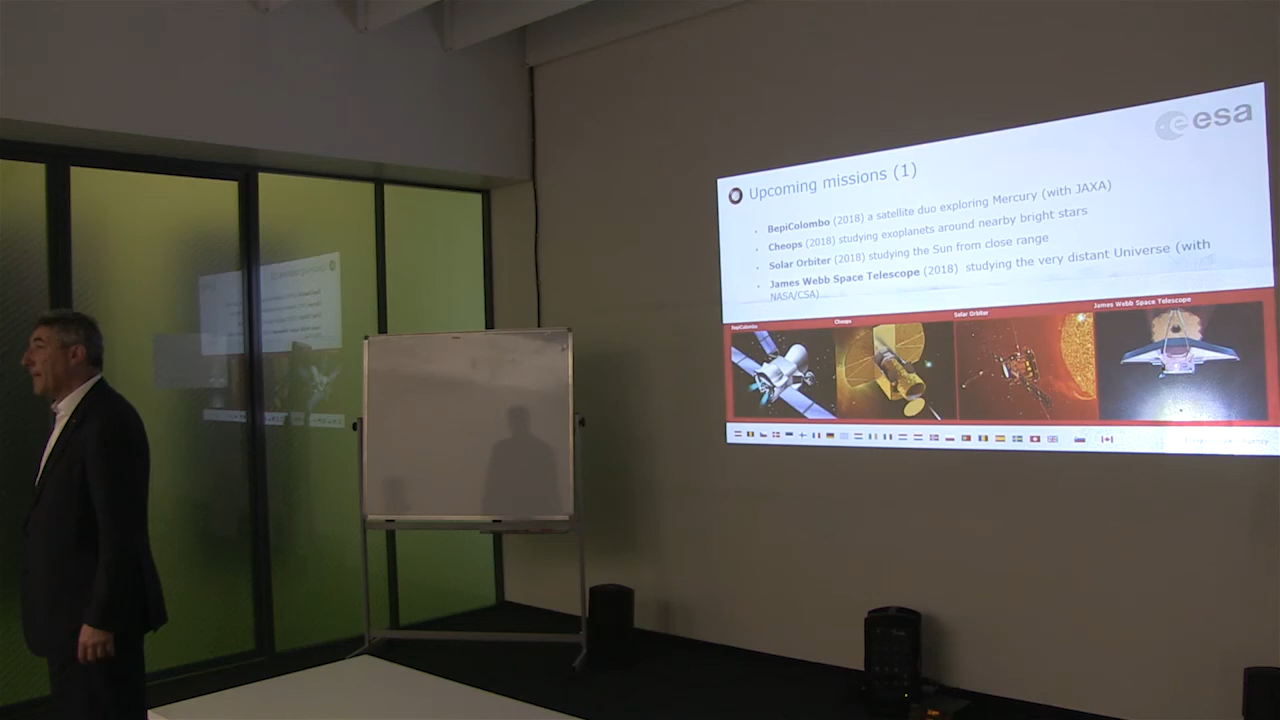 esa
Upcoming missions (1)
• BepiColombo (2018) a satellite duo exploring Mercury (with JAXA)
• Cheops (2018) studying exoplanets around nearby bright stars
• Solar Orbiter (2018) studying the Sun from close range
• James Webb Space Telescope (2018) studying the very distant Universe (with
NASA/CSA)
BepiColombo
Cheops
Solar Orbiter
James Webb Space Telescope